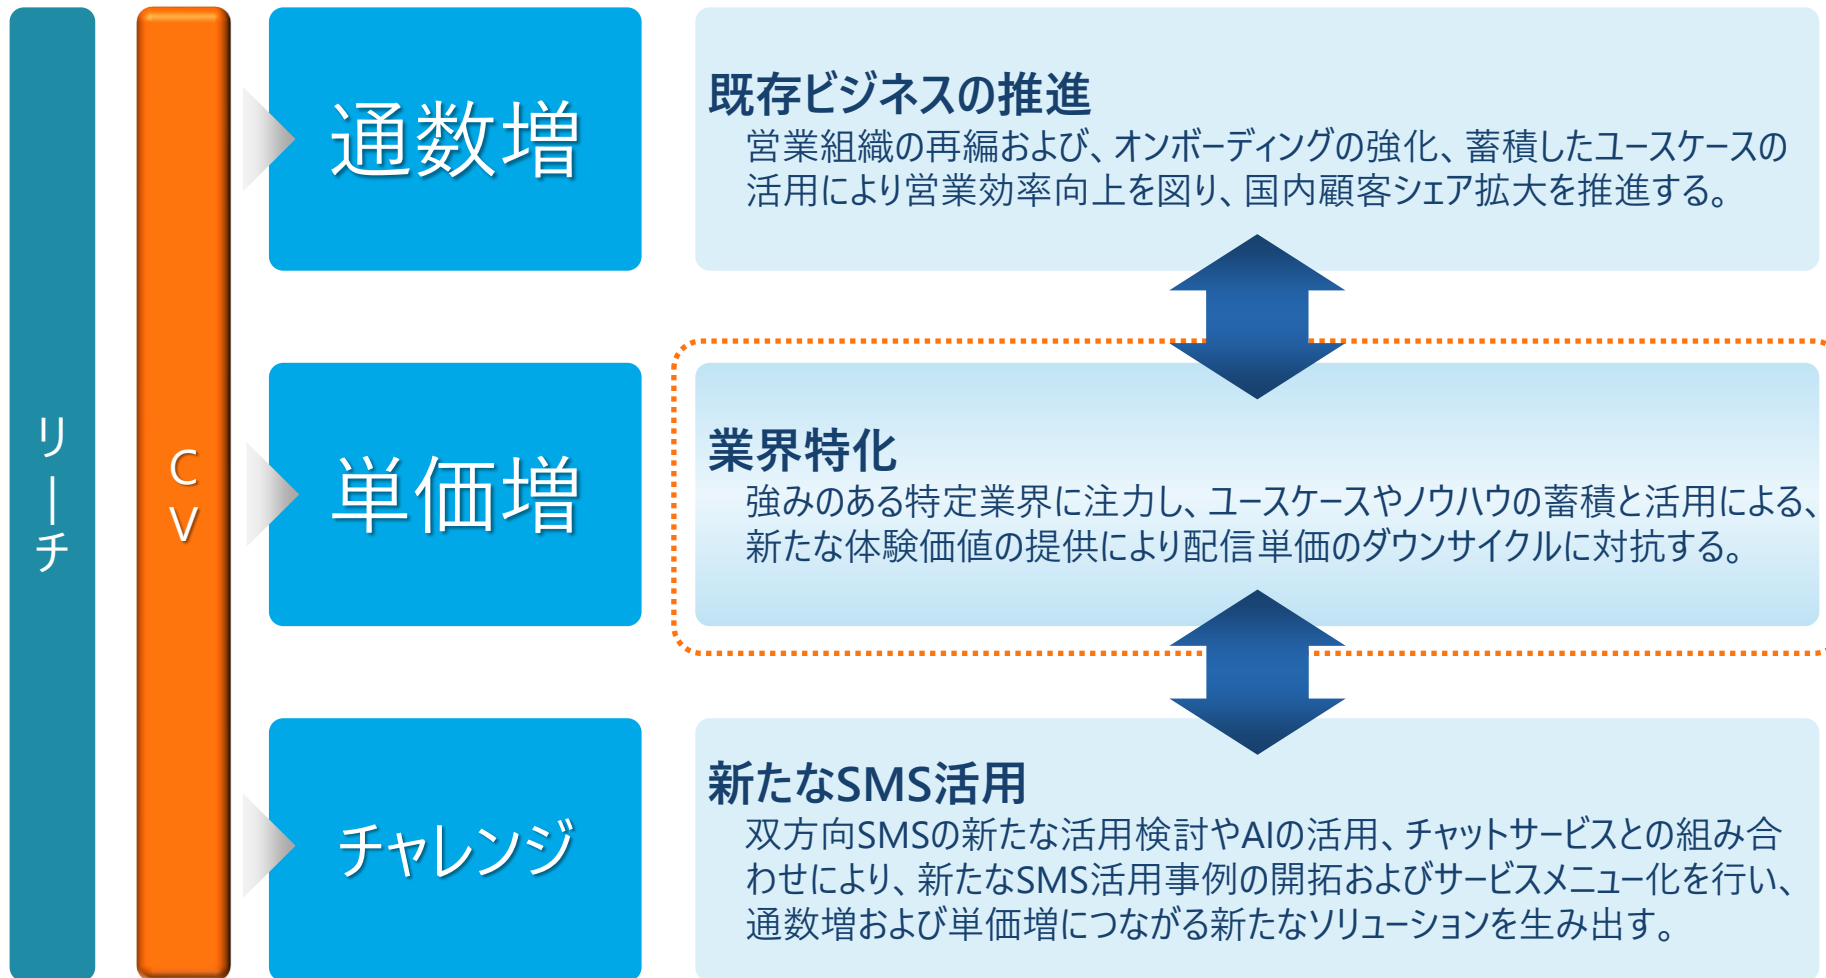 リーチ
CV
通数増
既存ビジネスの推進
営業組織の再編および、オンボーディングの強化、蓄積したユースケースの
活用により営業効率向上を図り、国内顧客シェア拡大を推進する。
単価増
業界特化
強みのある特定業界に注力し、ユースケースやノウハウの蓄積と活用による、
新たな体験価値の提供により配信単価のダウンサイクルに対抗する。
チャレンジ
新たなSMS活用
双方向SMSの新たな活用検討やAIの活用、チャットサービスとの組み合
わせにより、新たなSMS活用事例の開拓およびサービスメニュー化を行い、
通数増および単価増につながる新たなソリューションを生み出す。